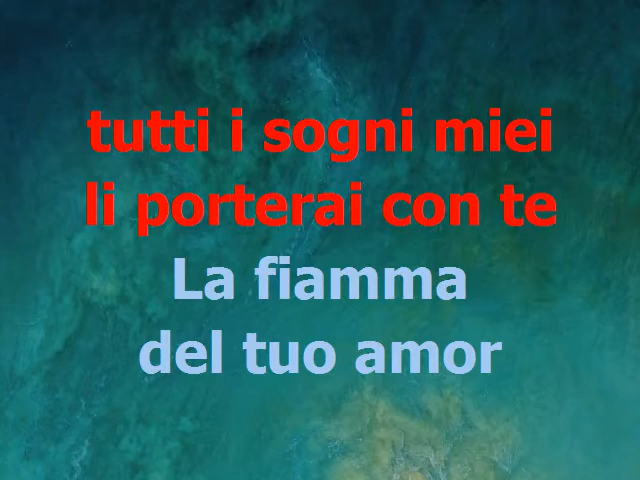 tutti i sogni miei
li porterai con te
La fiamma
del tuo amor